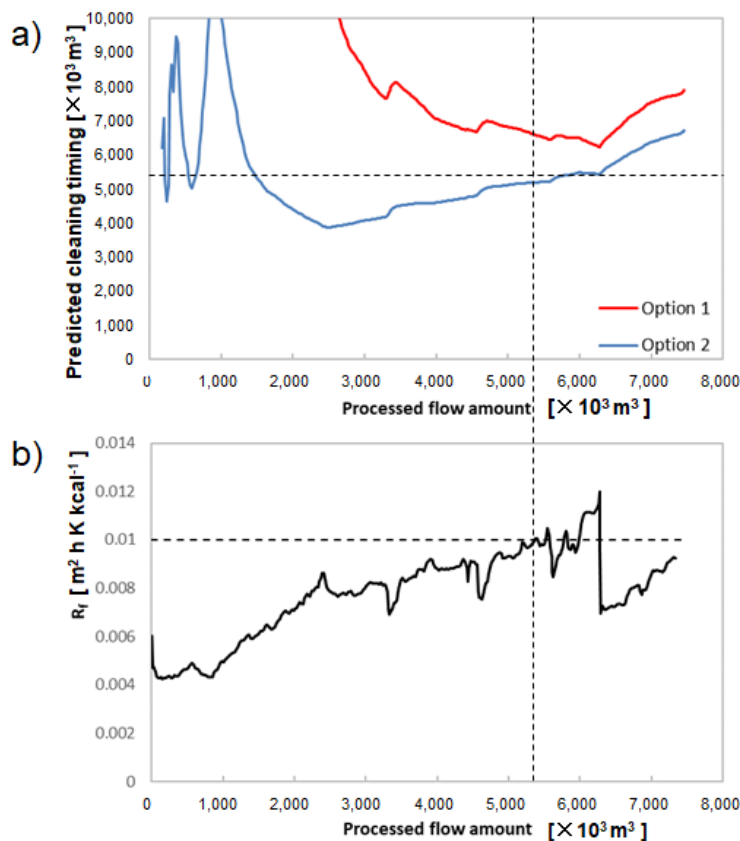 a)
Predicted cleaning timing [×10³ m³]
10,000
9,000
8,000
7,000
6,000
5,000
4,000
3,000
2,000
1,000
0
Option 1
Option 2
0 1,000 2,000 3,000 4,000 5,000 6,000 7,000 8,000
Processed flow amount [×10³ m³]
b)
R_f [ m² h K kcal⁻¹ ]
0.014
0.012
0.01
0.008
0.006
0.004
0.002
0
0 1,000 2,000 3,000 4,000 5,000 6,000 7,000 8,000
Processed flow amount [×10³ m³]